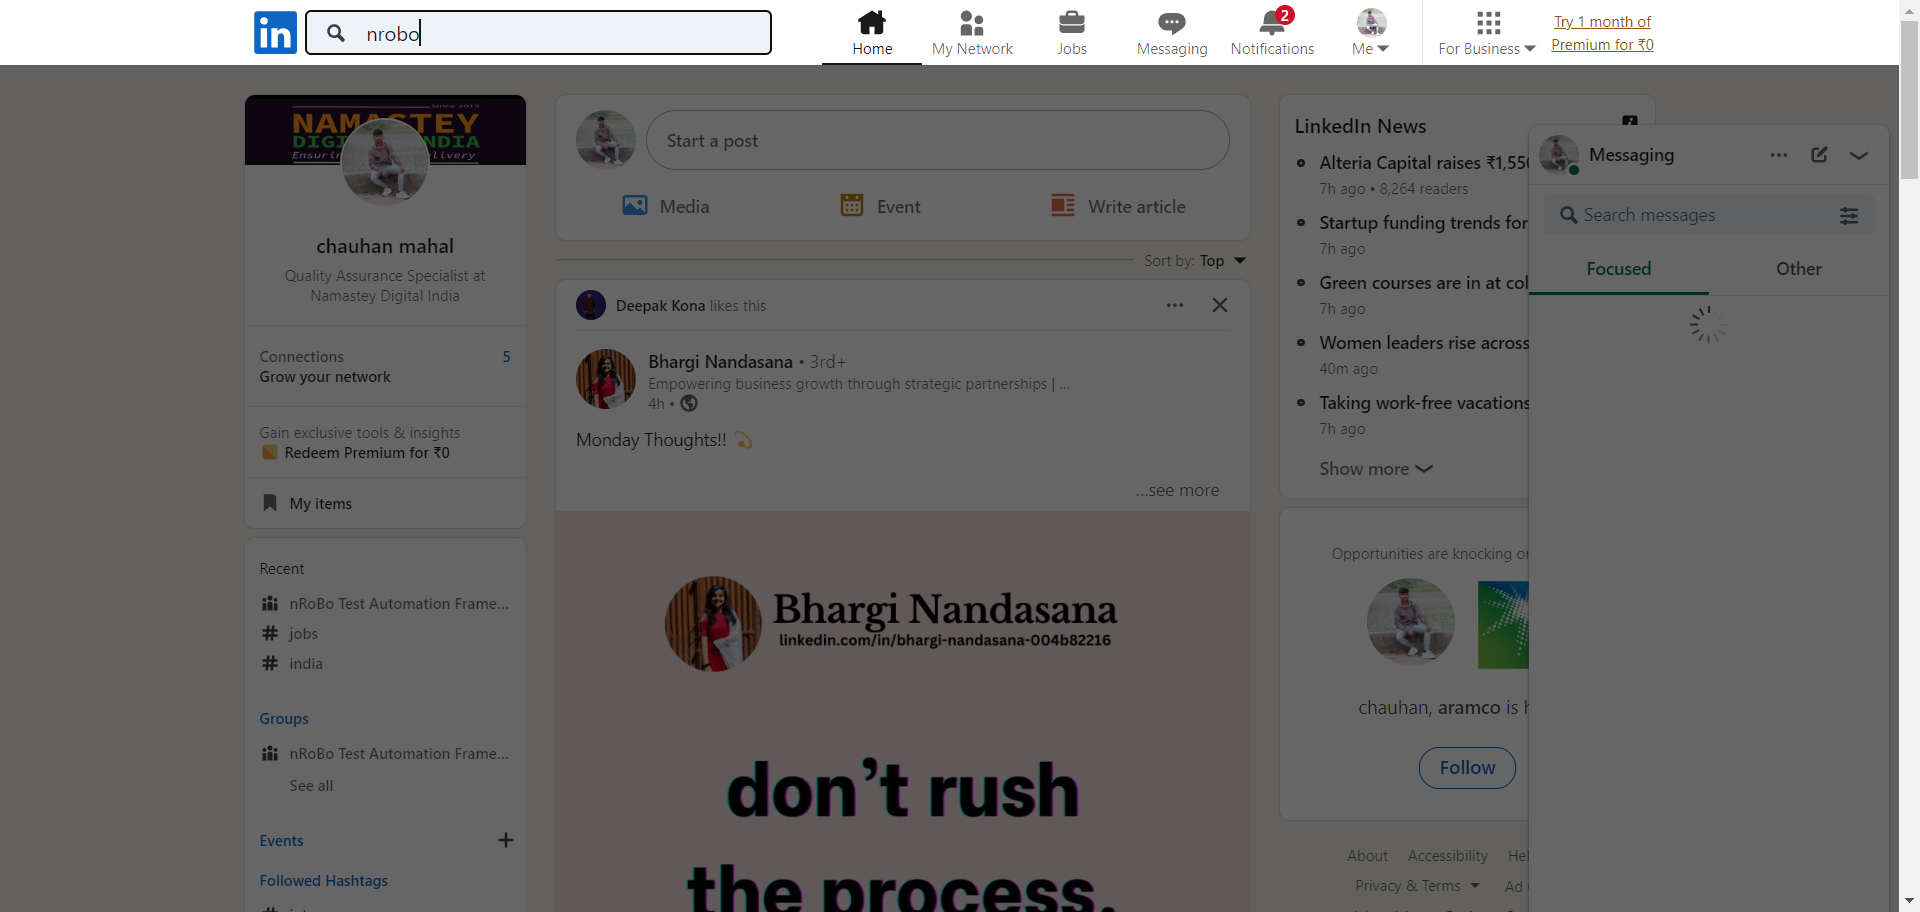 in
nrobo
Home
My Network
Jobs
Messaging
2
Notifications
Me
For Business
Try 1 month of
Premium for ₹0
Since 2015
NAMASTEY
chauhan mahal
Quality Assurance Specialist at
Namastey Digital India
Connections 5
Grow your network
Gain exclusive tools & insights
Redeem Premium for ₹0
My items
Recent
nRoBo Test Automation Frame...
# jobs
# india
Groups
nRoBo Test Automation Frame...
See all
Events +
Followed Hashtags
Start a post
Media
Event
Write article
Sort by: Top
Deepak Kona likes this
Bhargi Nandasana • 3rd+
Empowering business growth through strategic partnerships | ...
4h •
Monday Thoughts!! 💫
...see more
Bhargi Nandasana
linkedin.com/in/bhargi-nandasana-004b82216
don't rush
the process.
LinkedIn News
Alteria Capital raises ₹1,55
7h ago • 8,264 readers
Startup funding trends for
7h ago
Green courses are in at col
7h ago
Women leaders rise across
40m ago
Taking work-free vacations
7h ago
Show more
Opportunities are knocking
chauhan, aramco is
Follow
About Accessibility Hel
Privacy & Terms Ad
Messaging
Search messages
Focused
Other